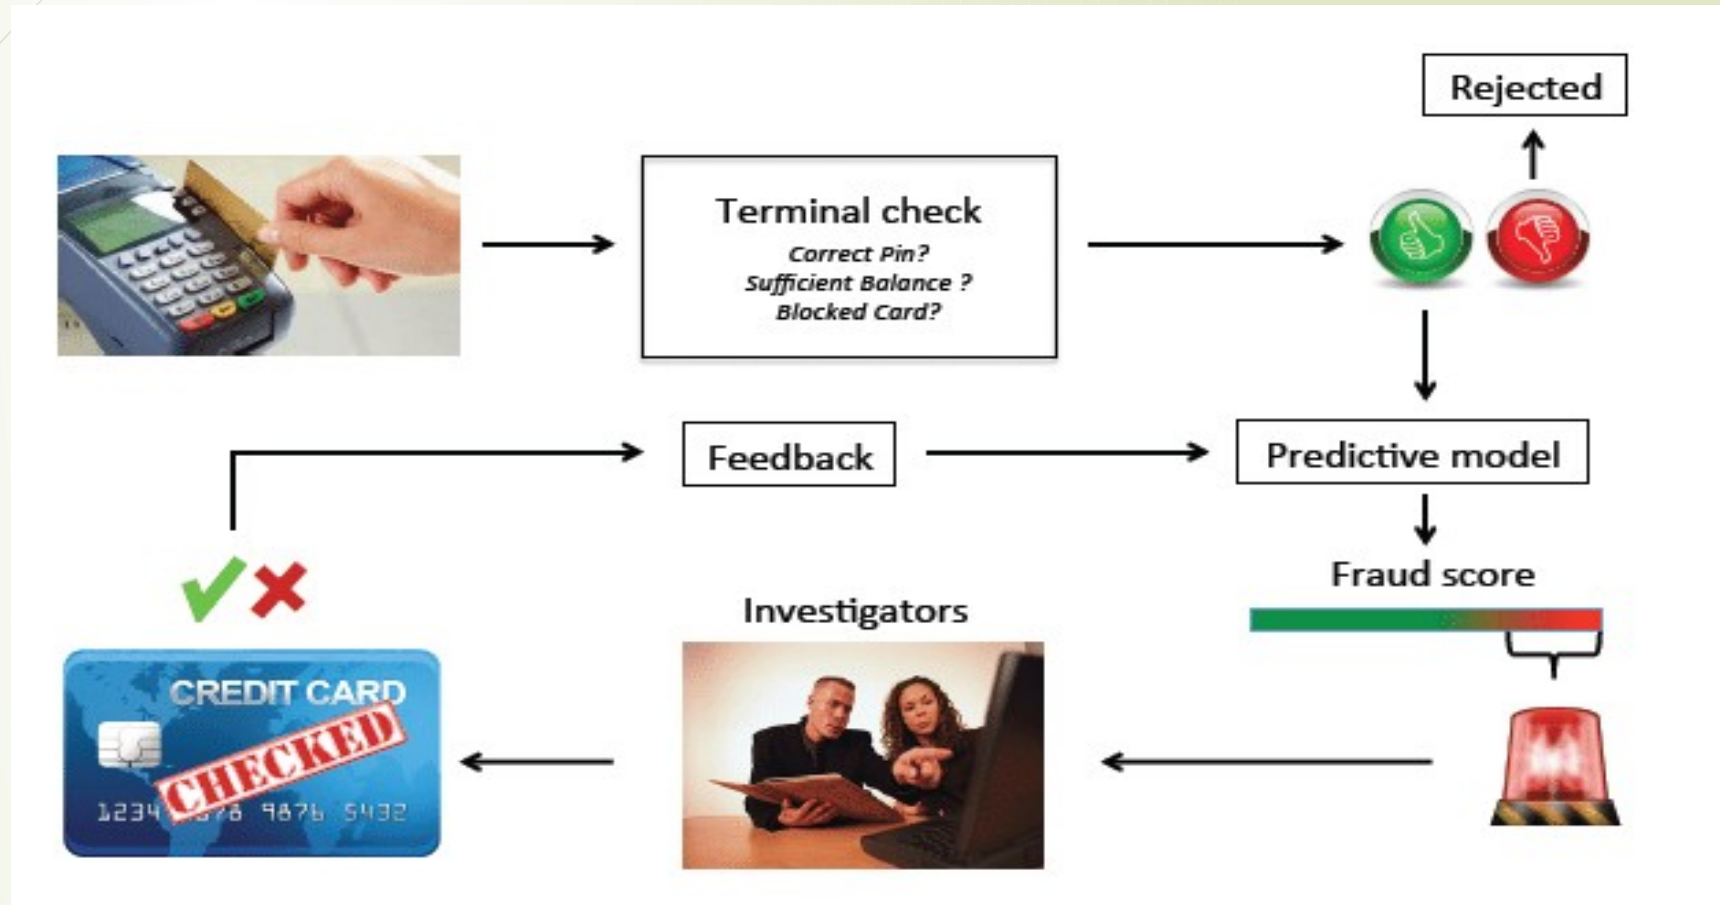 Rejected
Terminal check
Correct Pin?
Sufficient Balance ?
Blocked Card?
Feedback
Predictive model
Fraud score
Investigators
CREDIT CARD
CHECKED
1234 9876 5432